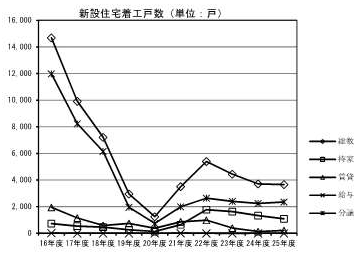 新設住宅着工戸数（単位：戸）
16,000
14,000
12,000
10,000
8,000
6,000
4,000
2,000
0
16年度 17年度 18年度 19年度 20年度 21年度 22年度 23年度 24年度 25年度
総数
持家
賃貸
給与
分譲